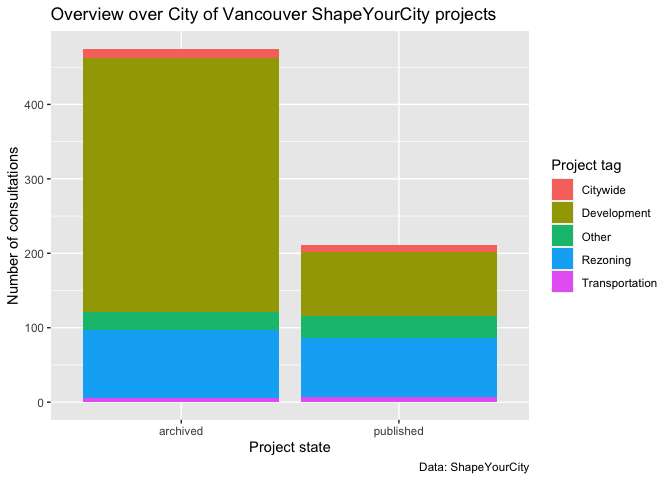 Overview over City of Vancouver ShapeYourCity projects
Number of consultations
400
300
200
100
0
archived
published
Project state
Project tag
Citywide
Development
Other
Rezoning
Transportation
Data: ShapeYourCity